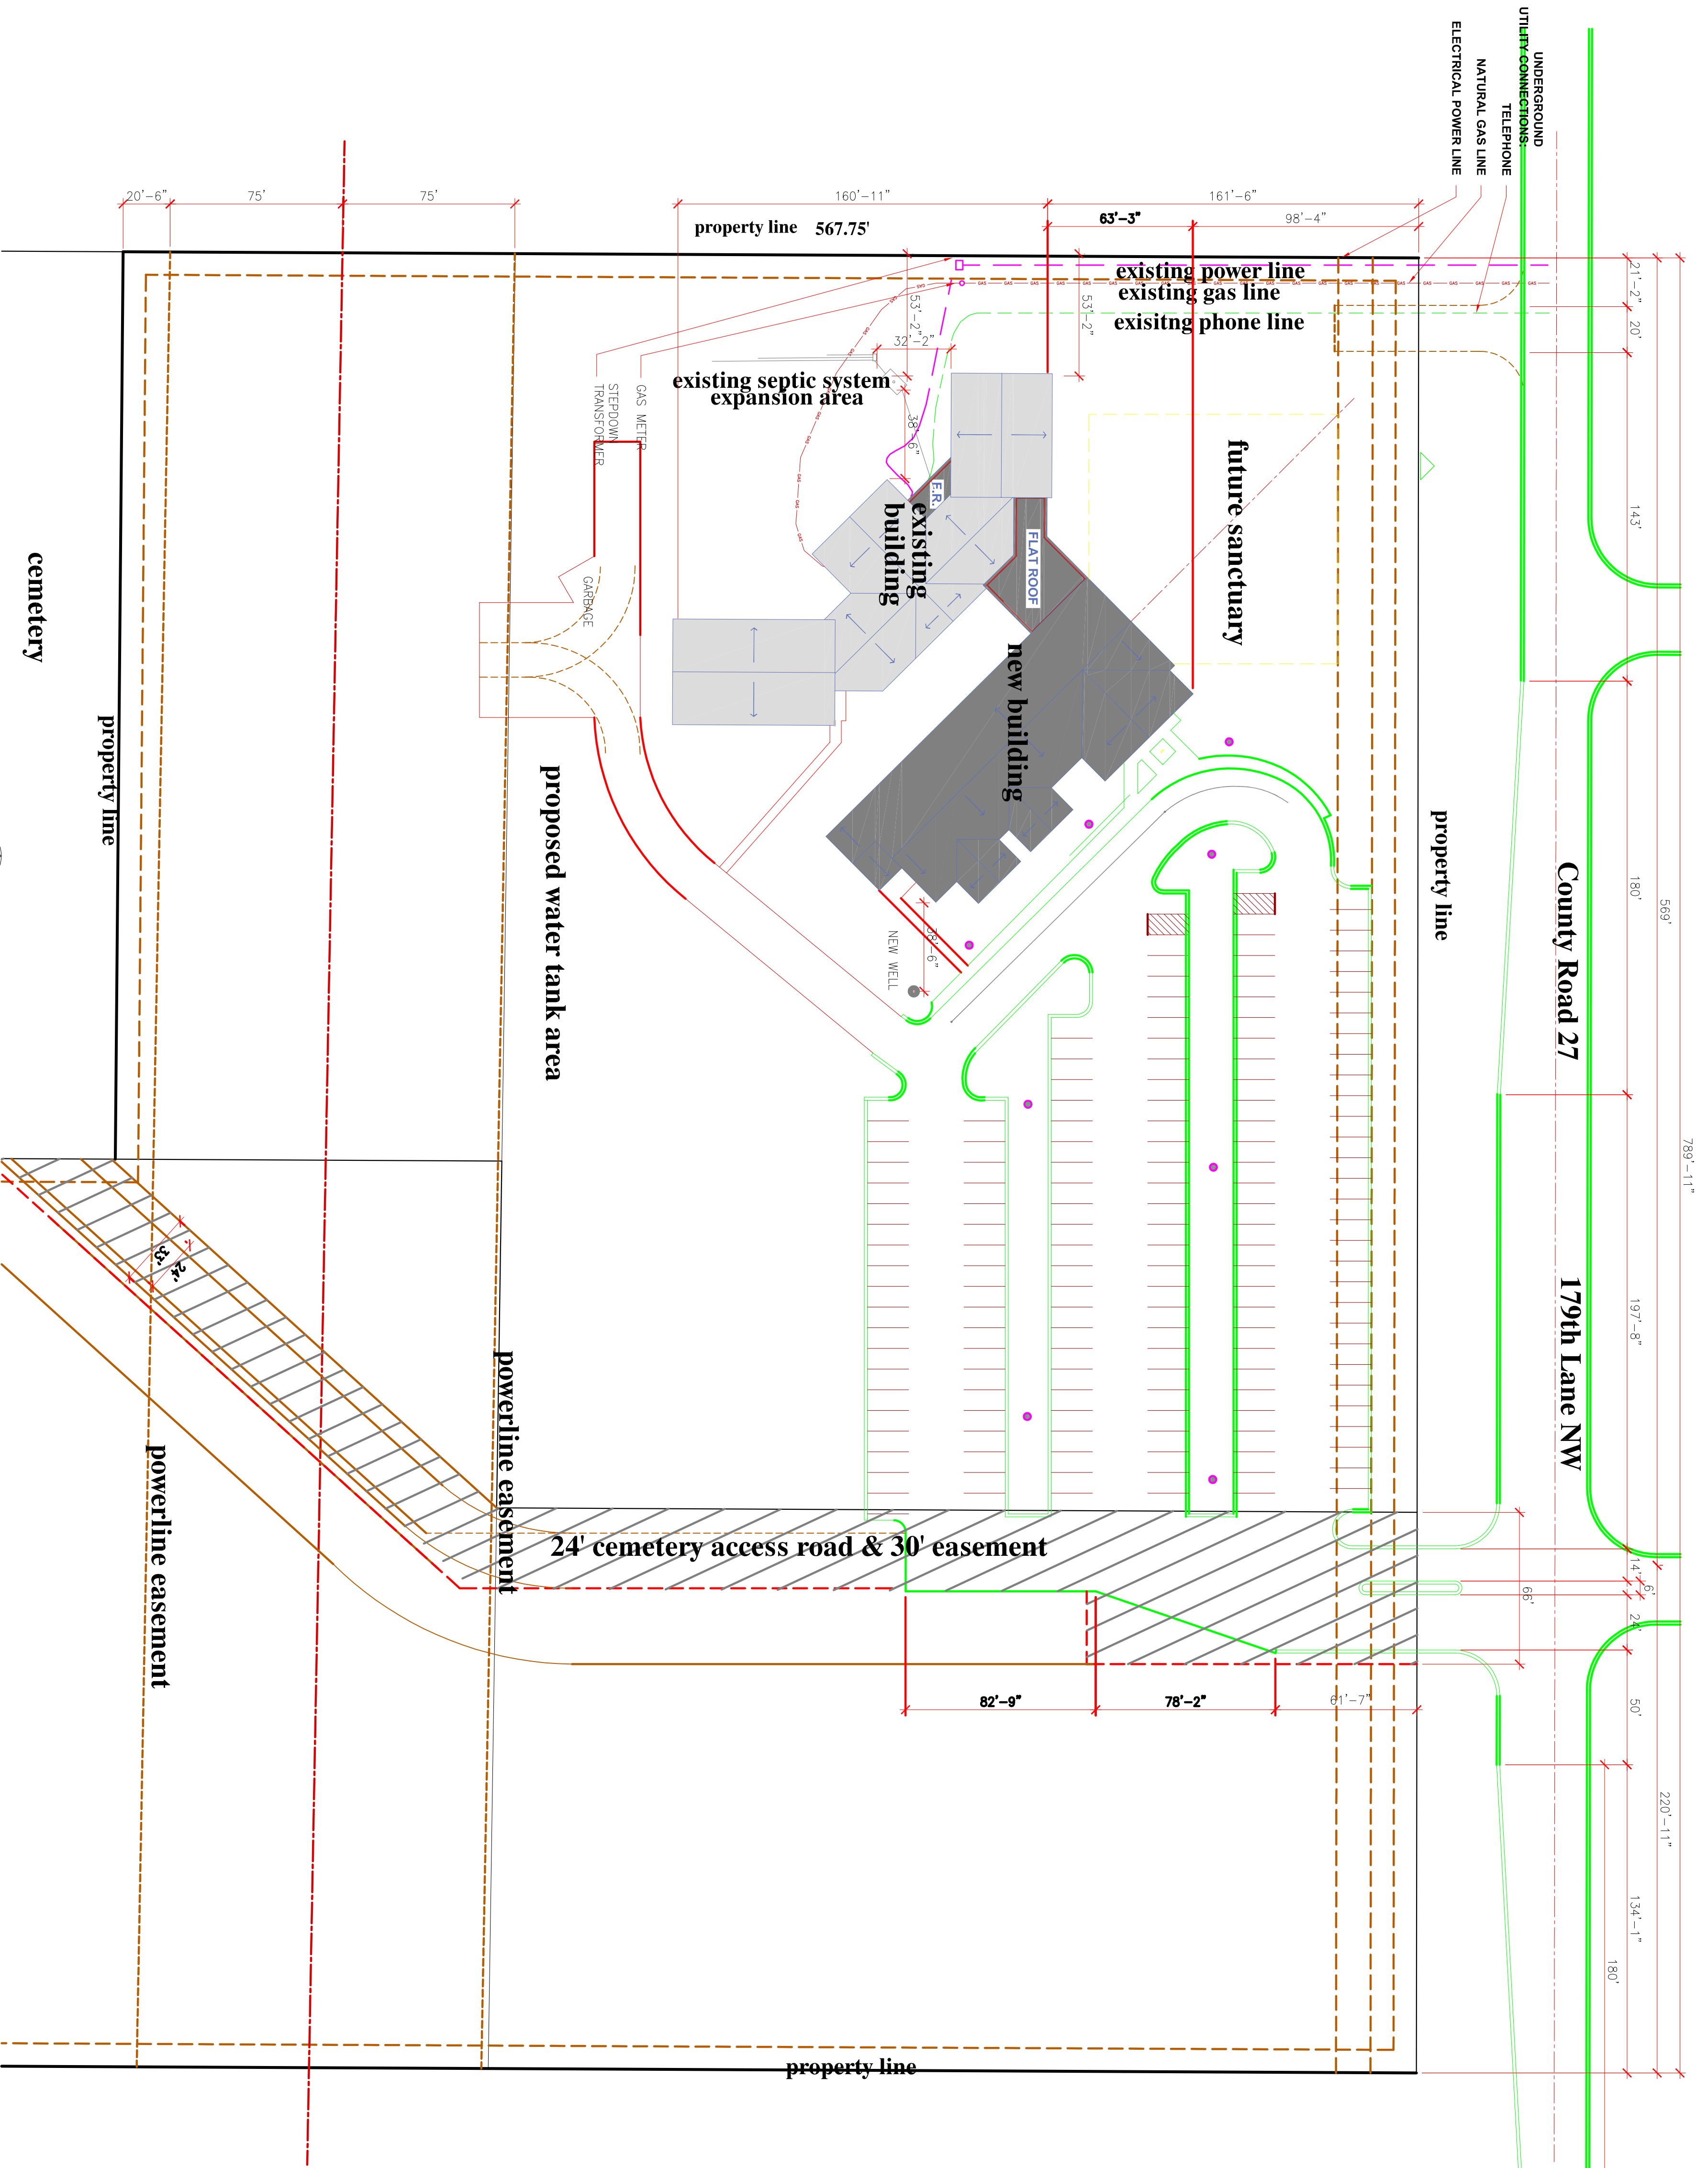 UNDERGROUND
UTILITY CONNECTIONS:
TELEPHONE
NATURAL GAS LINE
ELECTRICAL POWER LINE
20'-6"
75'
75'
160'-11"
161'-6"
63'-3"
98'-4"
property line 567.75'
existing power line
existing gas line
exisitng phone line
GAS
53'-2"
53'-2"
32'-2"
38'-6"
21'-2"
20'
143'
180'
569'
789'-11"
197'-8"
existing septic system
expansion area
GAS METER
STEPDOWN
TRANSFORMER
GARBAGE
E.R.
existing
building
FLAT ROOF
future sanctuary
new building
cemetery
property line
proposed water tank area
NEW WELL
38'-6"
property line
County Road 27
179th Lane NW
33'
24'
powerline easement
powerline easement
24' cemetery access road & 30' easement
14'
6'
24'
66'
50'
82'-9"
78'-2"
61'-7"
220'-11"
134'-1"
180'
property line